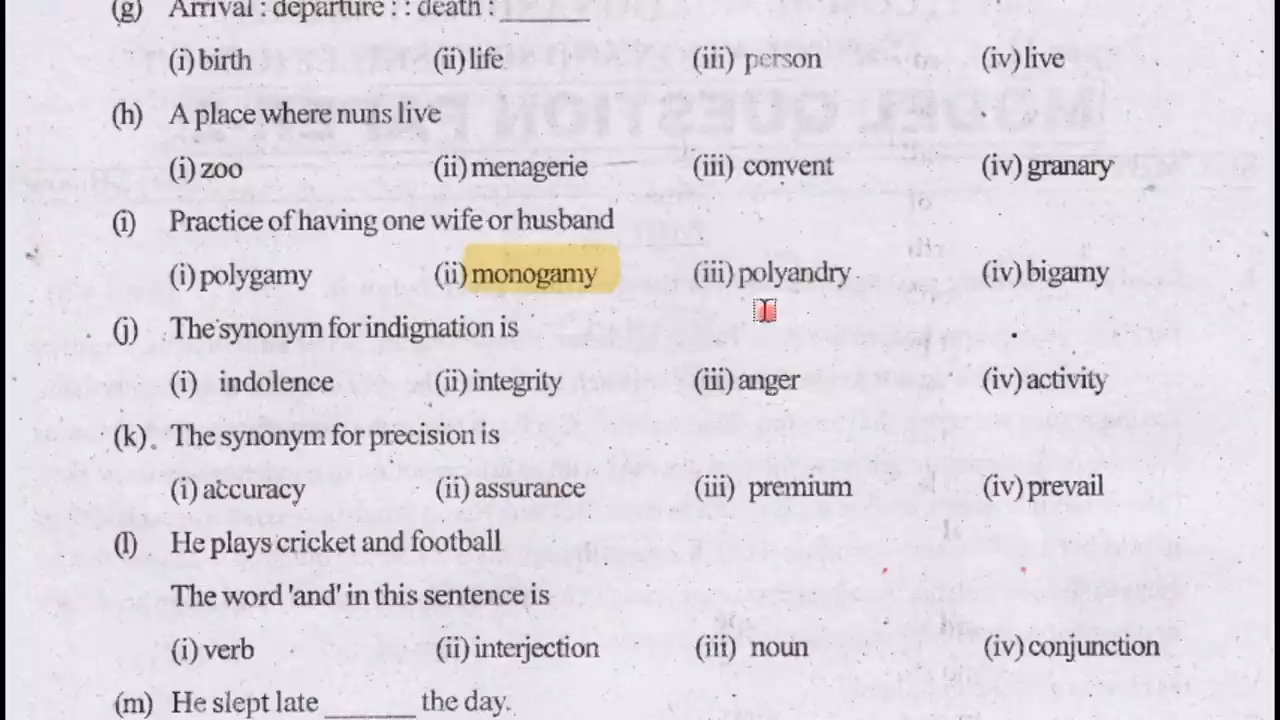 (g) Arrival : departure : : death : ______
(i) birth (ii) life (iii) person (iv) live
(h) A place where nuns live
(i) zoo (ii) menagerie (iii) convent (iv) granary
(i) Practice of having one wife or husband
(i) polygamy (ii) monogamy (iii) polyandry (iv) bigamy
(j) The synonym for indignation is
(i) indolence (ii) integrity (iii) anger (iv) activity
(k). The synonym for precision is
(i) accuracy (ii) assurance (iii) premium (iv) prevail
(l) He plays cricket and football
The word 'and' in this sentence is
(i) verb (ii) interjection (iii) noun (iv) conjunction
(m) He slept late ______ the day.